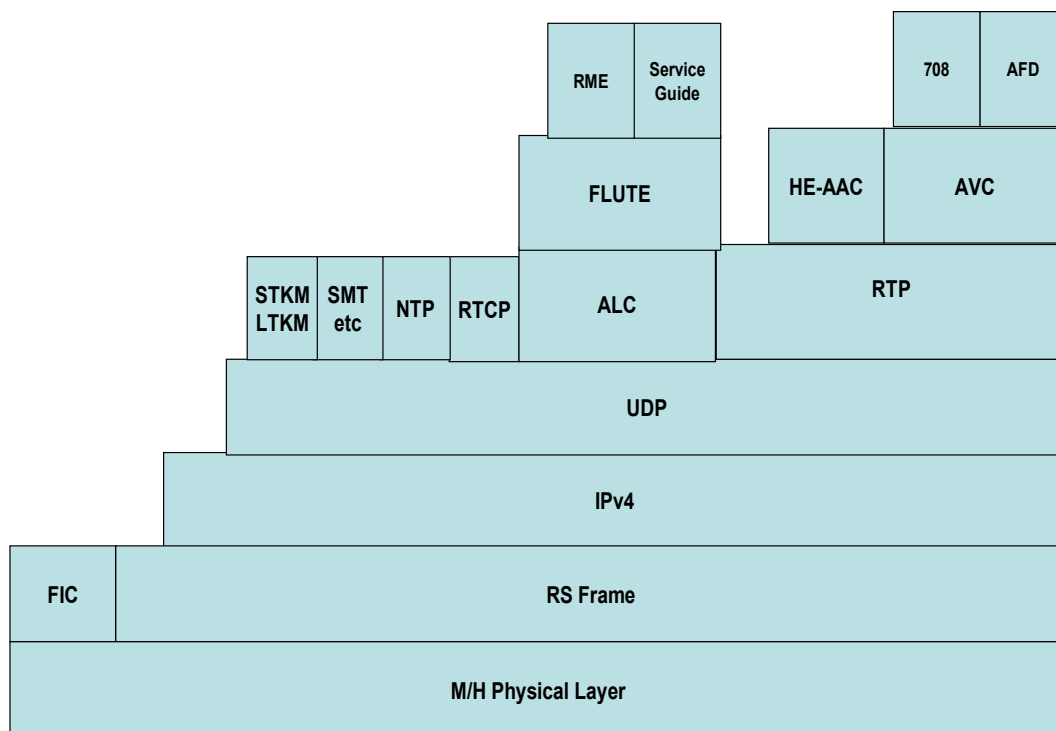 RME
Service
Guide
708
AFD
FLUTE
HE-AAC
AVC
STKM
LTKM
SMT
etc
NTP
RTCP
ALC
RTP
UDP
IPv4
FIC
RS Frame
M/H Physical Layer